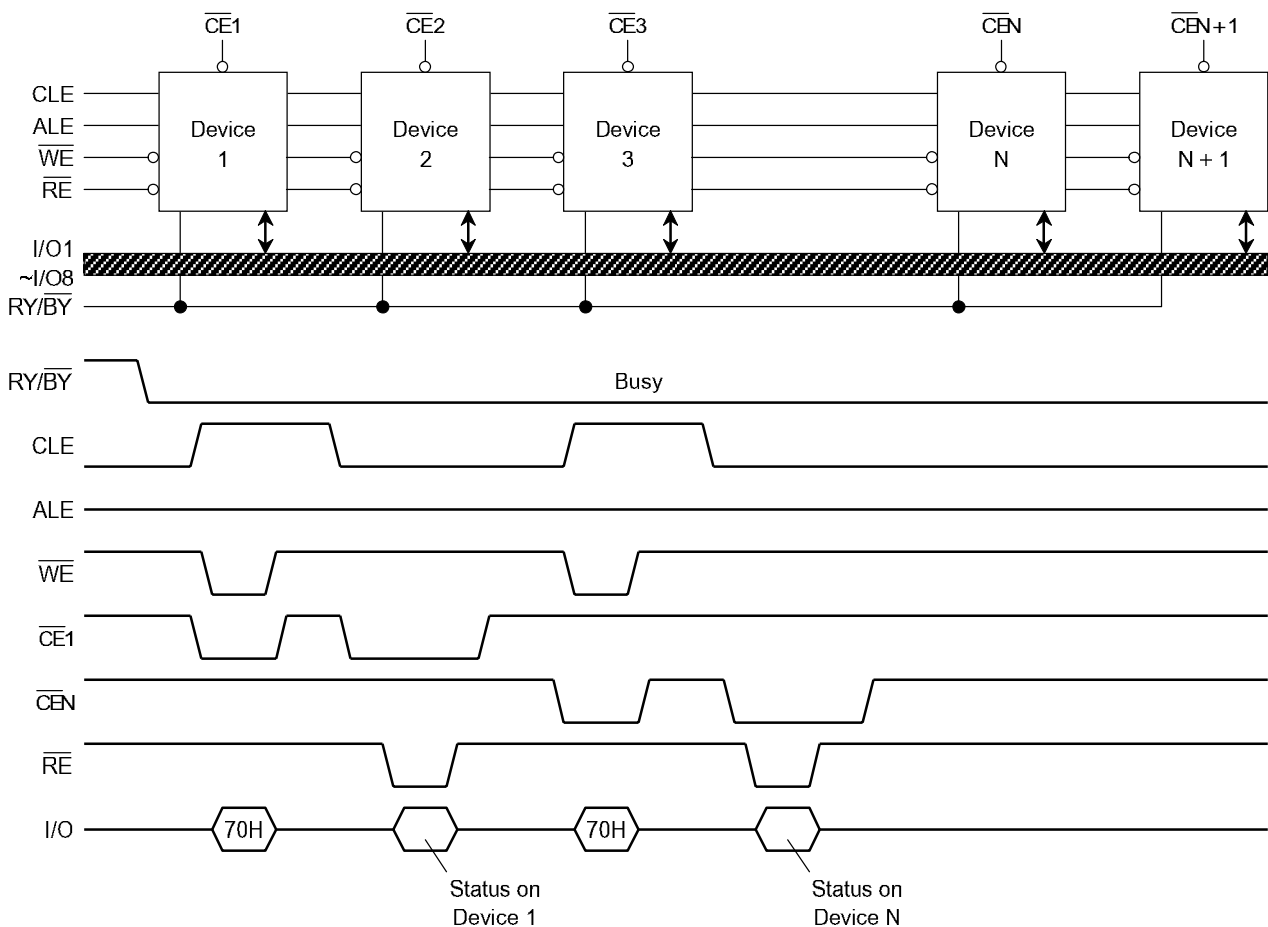 CE1 CE2 CE3 CEN CEN+1
CLE
ALE
WE
RE
Device
1
Device
2
Device
3
Device
N
Device
N + 1
I/O1
~I/O8
RY/BY
RY/BY
Busy
CLE
ALE
WE
CE1
CEN
RE
I/O
70H
70H
Status on
Device 1
Status on
Device N